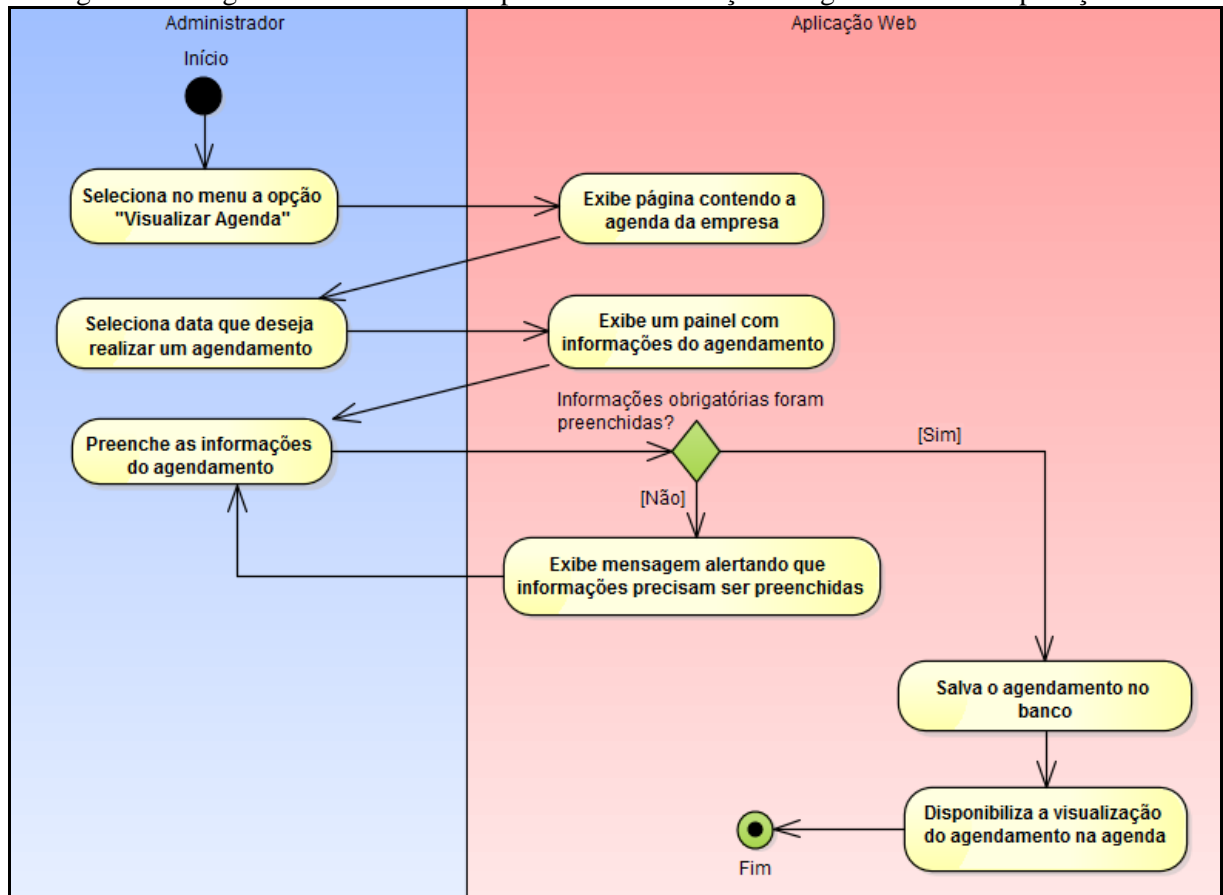 Administrador
Aplicação Web
Início
Seleciona no menu a opção
"Visualizar Agenda"
Exibe página contendo a
agenda da empresa
Seleciona data que deseja
realizar um agendamento
Exibe um painel com
informações do agendamento
Informações obrigatórias foram
preenchidas?
Preenche as informações
do agendamento
[Sim]
[Não]
Exibe mensagem alertando que
informações precisam ser preenchidas
Salva o agendamento no
banco
Disponibiliza a visualização
do agendamento na agenda
Fim